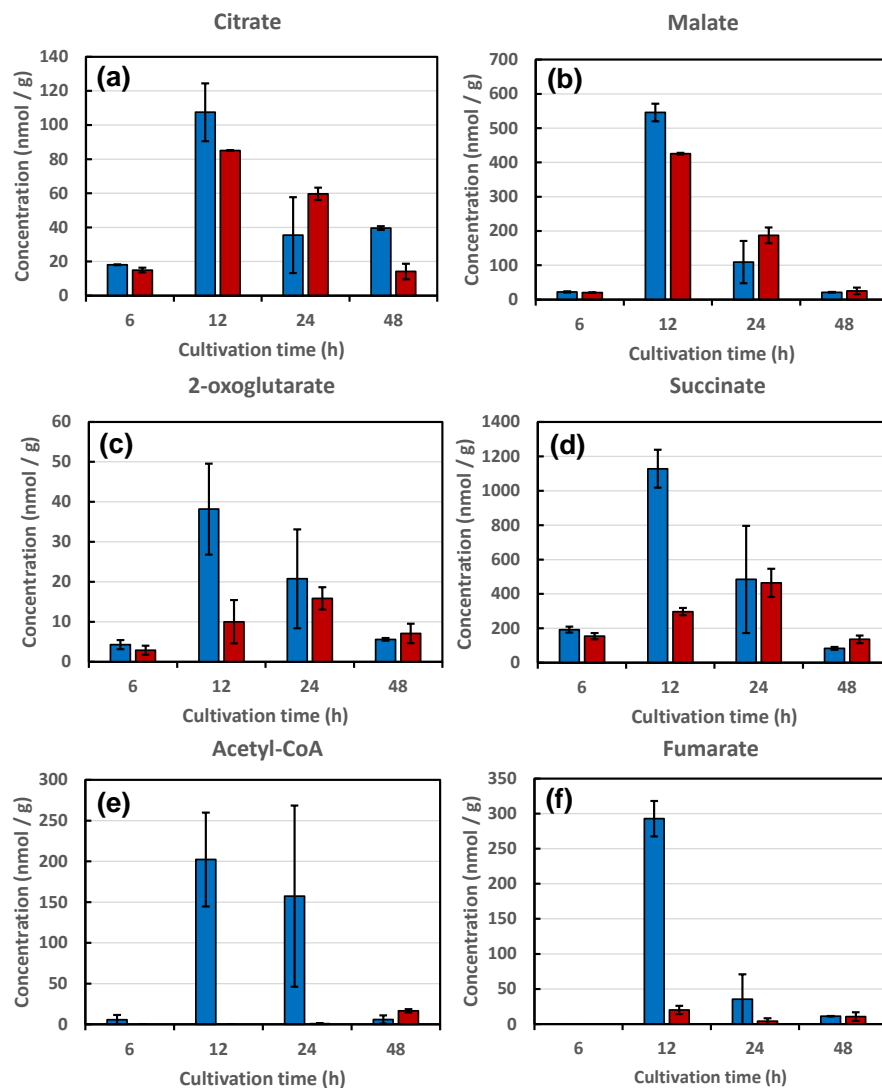 Citrate
(a)
Concentration (nmol / g)
140
120
100
80
60
40
20
0
6 12 24 48
Cultivation time (h)
Malate
(b)
Concentration (nmol / g)
700
600
500
400
300
200
100
0
6 12 24 48
Cultivation time (h)
2-oxoglutarate
(c)
Concentration (nmol / g)
60
50
40
30
20
10
0
6 12 24 48
Cultivation time (h)
Succinate
(d)
Concentration (nmol / g)
1400
1200
1000
800
600
400
200
0
6 12 24 48
Cultivation time (h)
Acetyl-CoA
(e)
Concentration (nmol / g)
300
250
200
150
100
50
0
6 12 24 48
Cultivation time (h)
Fumarate
(f)
Concentration (nmol / g)
350
300
250
200
150
100
50
0
6 12 24 48
Cultivation time (h)